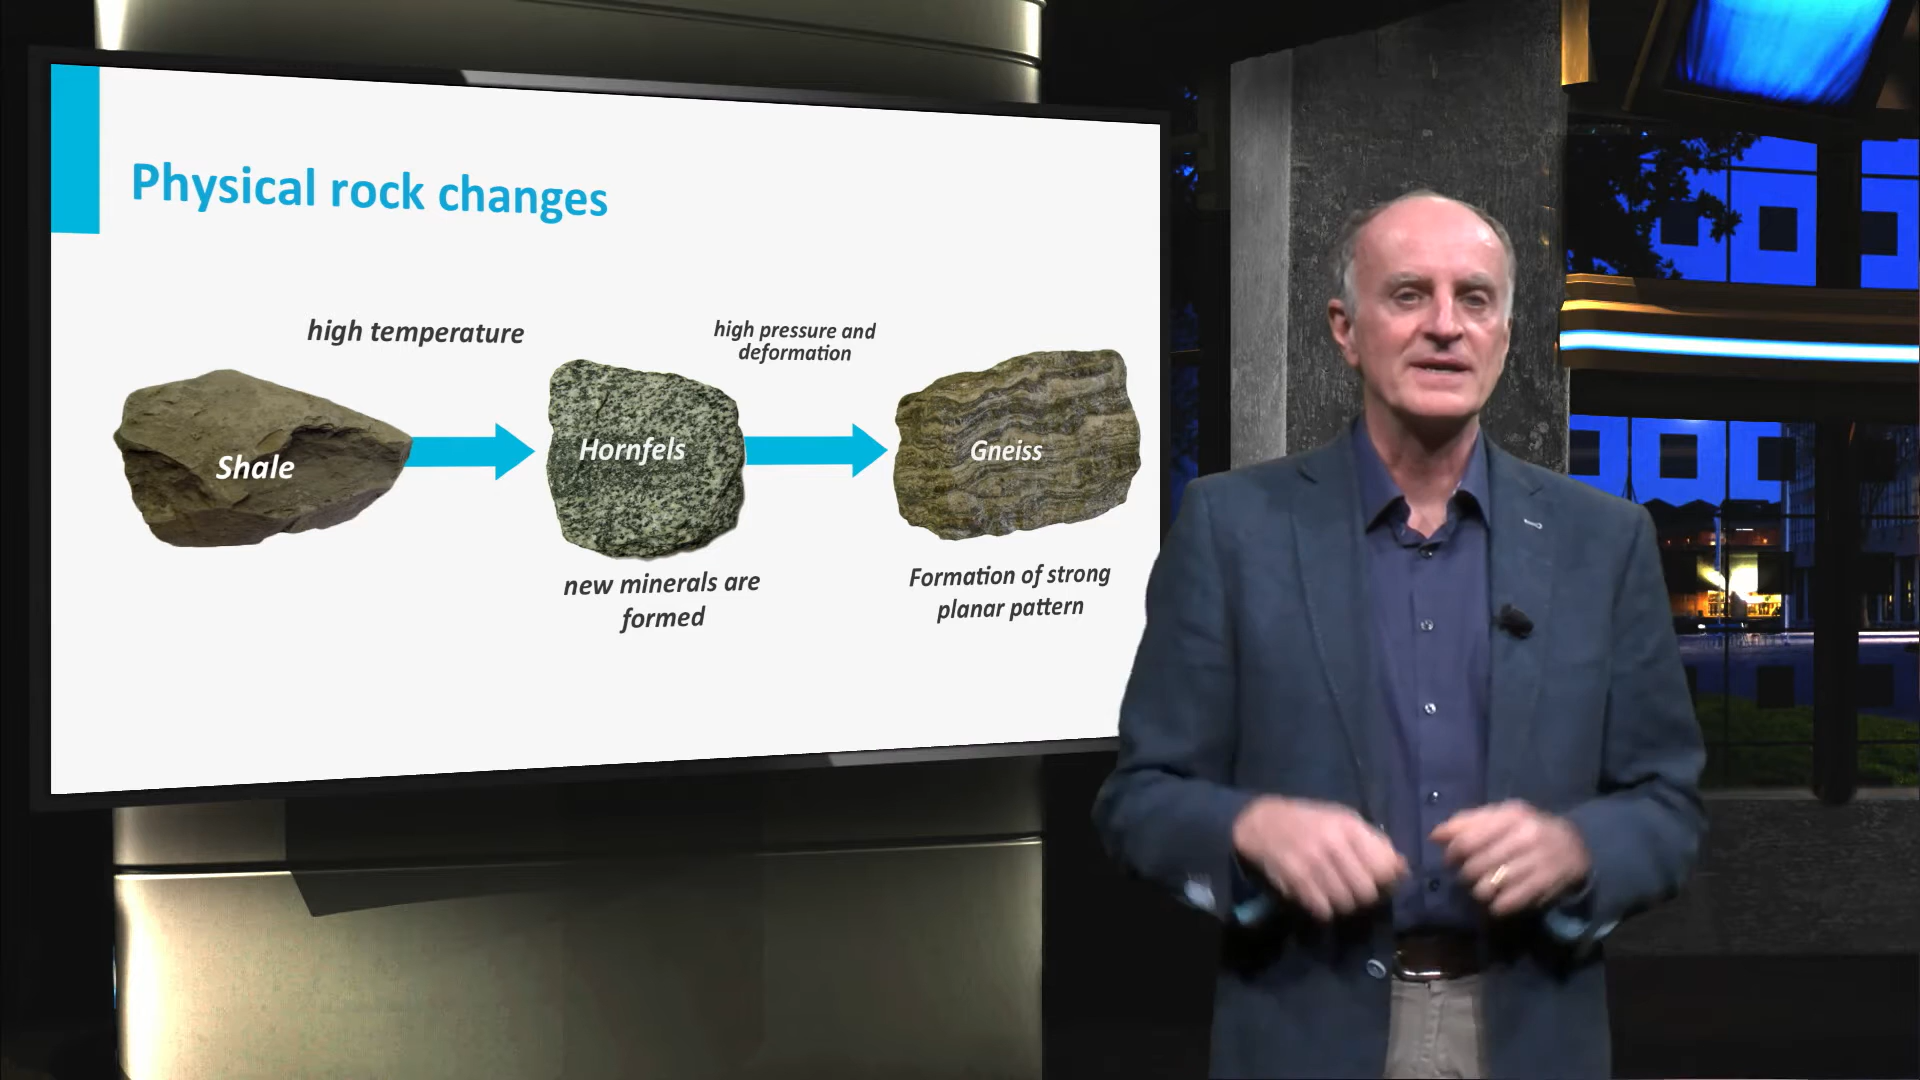 Physical rock changes
high temperature
high pressure and
deformation
Shale
Hornfels
Gneiss
new minerals are
formed
Formation of strong
planar pattern